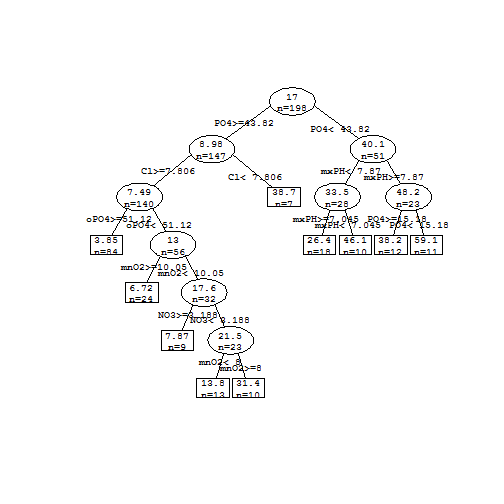 17
n=198
PO4>=43.82
PO4< 43.82
8.98
n=147
40.1
n=51
Cl>=7.806
Cl< 7.806
mxPH< 7.87
mxPH>=7.87
7.49
n=140
38.7
n=7
33.5
n=28
48.2
n=23
oPO4>=51.12
oPO4< 51.12
mxPH>=7.045
mxPH< 7.045
PO4>=15.18
PO4< 15.18
3.85
n=84
13
n=56
26.4
n=18
46.1
n=10
38.2
n=12
59.1
n=11
mnO2>=10.05
mnO2< 10.05
6.72
n=24
17.6
n=32
NO3>=3.188
NO3< 3.188
7.87
n=9
21.5
n=23
mnO2< 8
mnO2>=8
13.8
n=13
31.4
n=10